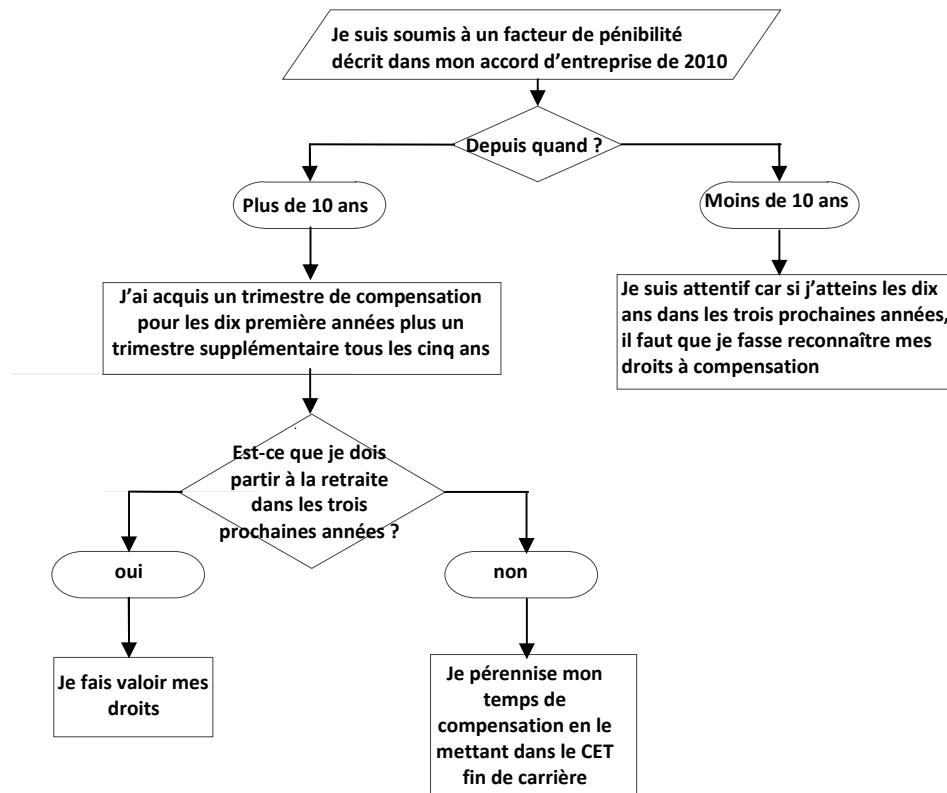 Je suis soumis à un facteur de pénibilité
décrit dans mon accord d'entreprise de 2010
Depuis quand ?
Plus de 10 ans
Moins de 10 ans
J'ai acquis un trimestre de compensation
pour les dix première années plus un
trimestre supplémentaire tous les cinq ans
Je suis attentif car si j'atteins les dix
ans dans les trois prochaines années,
il faut que je fasse reconnaître mes
droits à compensation
Est-ce que je dois
partir à la retraite
dans les trois
prochaines années ?
oui
non
Je fais valoir mes
droits
Je pérennise mon
temps de
compensation en le
mettant dans le CET
fin de carrière